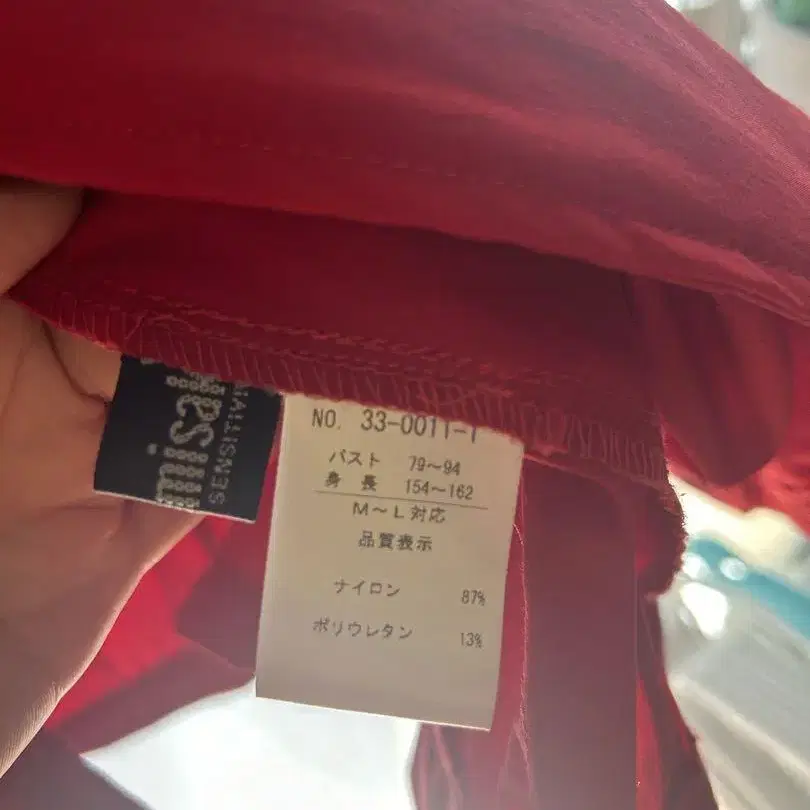 NO. 33-0011-1
バスト 79~94
身 長 154~162
M~L対応
品質表示
ナイロン 87%
ポリウレタン 13%